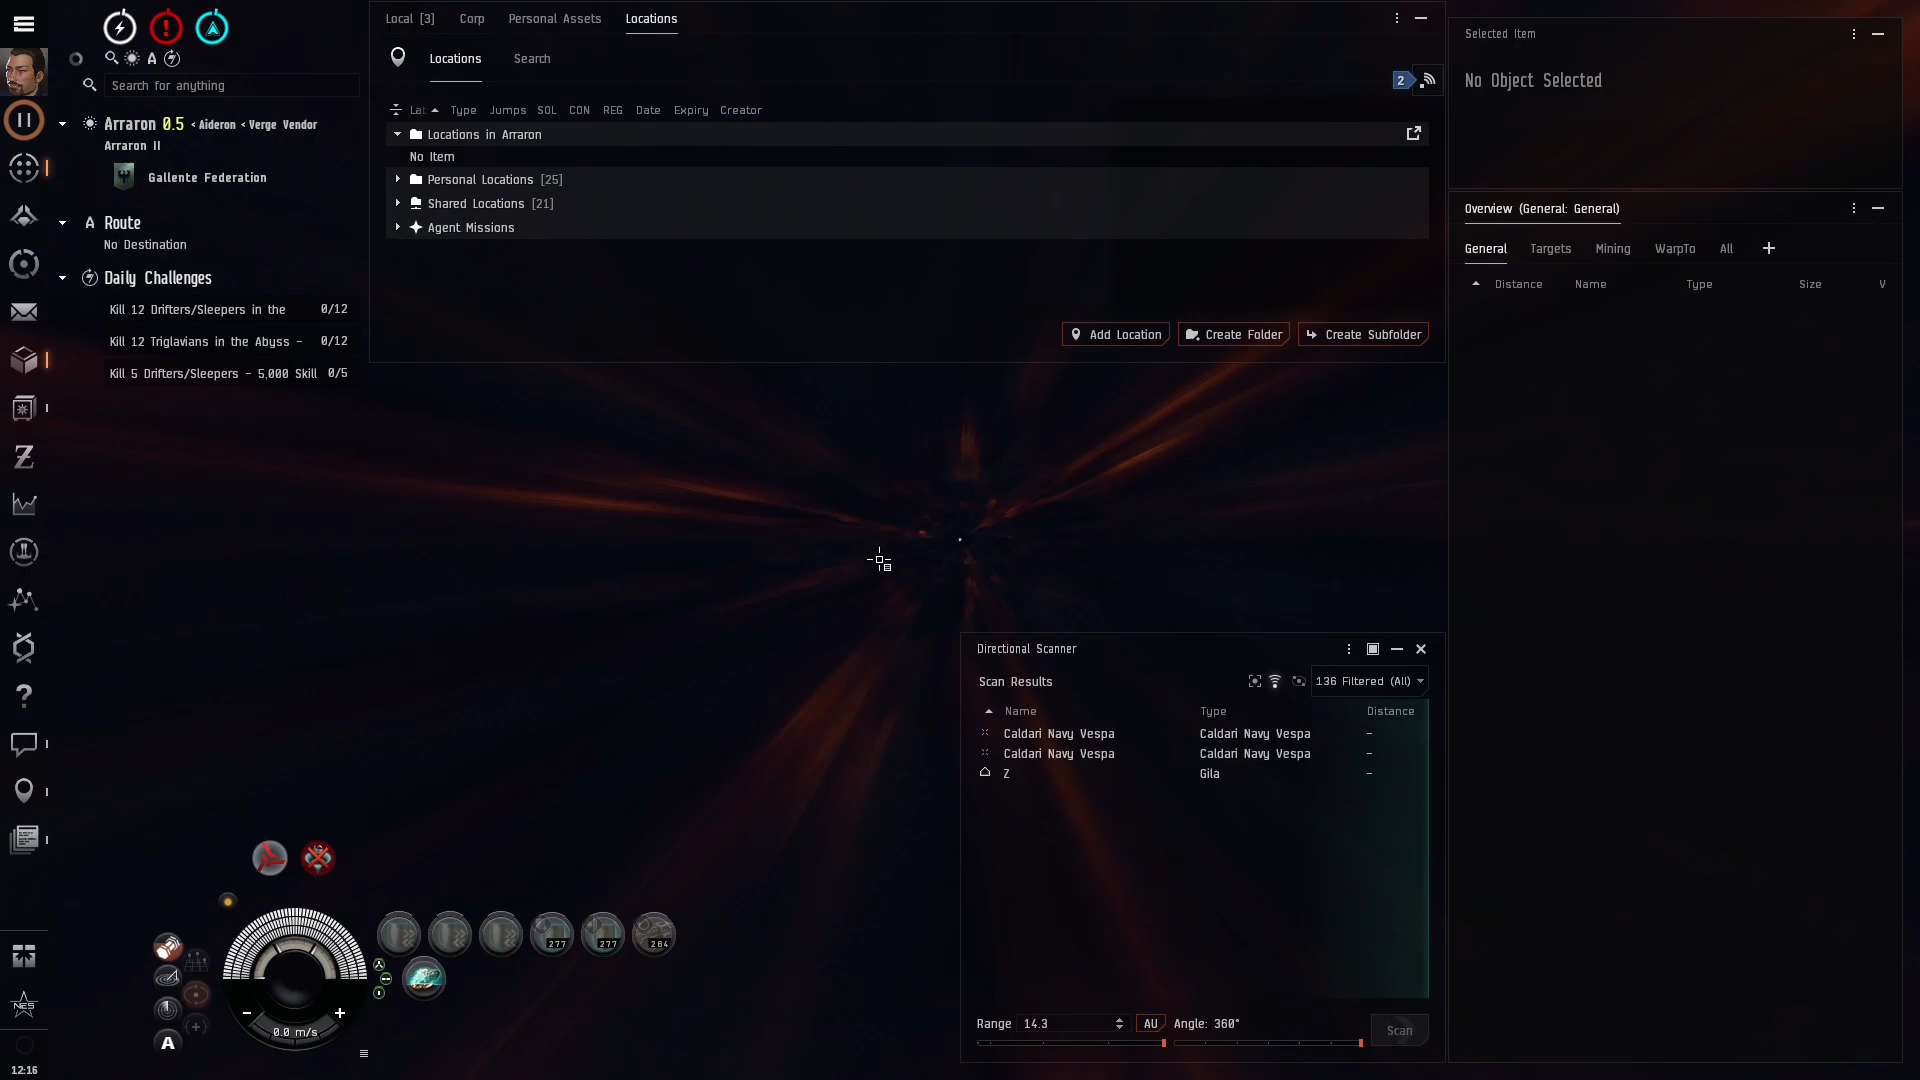 Local [3]
Corp
Personal Assets
Locations
Locations
Search
2
Search for anything
Lab
Type
Jumps
SOL
CON
REG
Date
Expiry
Creator
Locations in Arraron
No Item
Personal Locations [25]
Shared Locations [21]
Agent Missions
Add Location
Create Folder
Create Subfolder
Arraron 0.5 < Aideron < Verge Vendor
Arraron II
Gallente Federation
A Route
No Destination
Daily Challenges
Kill 12 Drifters/Sleepers in the 0/12
Kill 12 Triglavians in the Abyss - 0/12
Kill 5 Drifters/Sleepers - 5,000 Skill 0/5
Selected Item
No Object Selected
Overview (General: General)
General
Targets
Mining
WarpTo
All
+
Distance
Name
Type
Size
V
Directional Scanner
Scan Results
136 Filtered (All)
Name
Type
Distance
Caldari Navy Vespa Caldari Navy Vespa -
Caldari Navy Vespa Caldari Navy Vespa -
Z Gila -
Range 14.3 AU Angle: 360°
Scan
277
277
264
0.0 m/s
A
NES
12:16